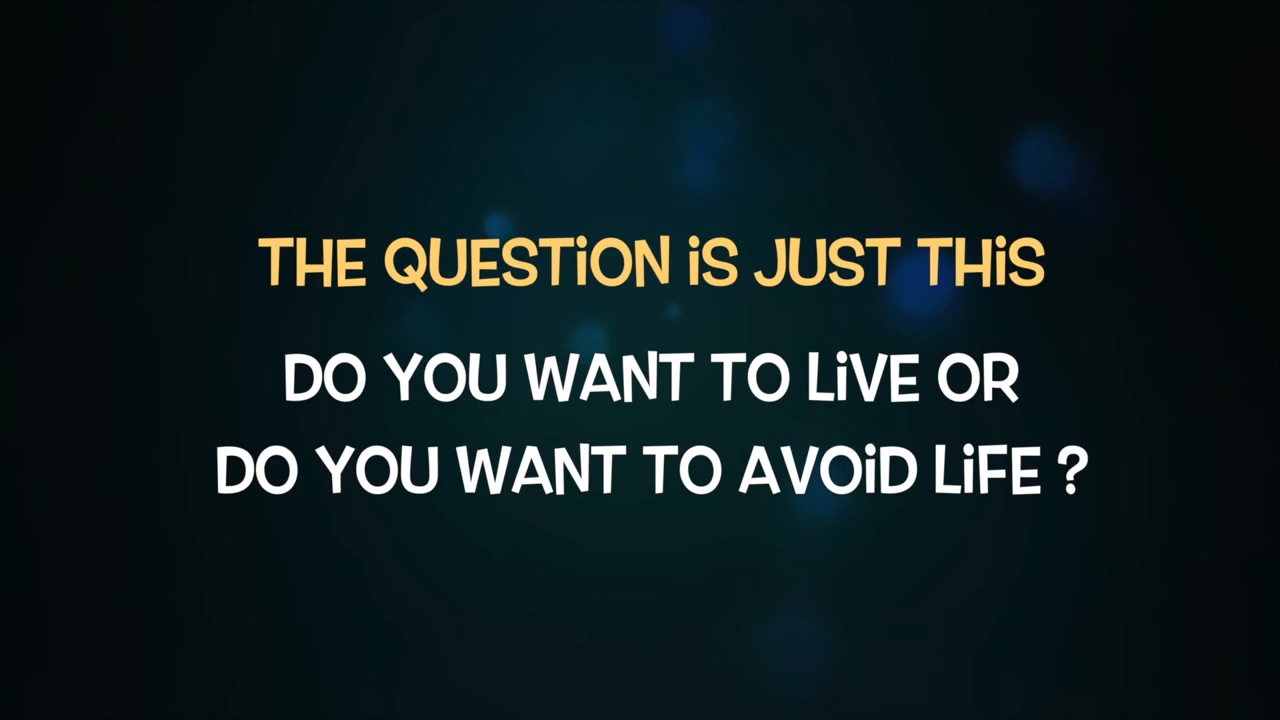 THE QUESTiON iS JUST THiS
DO YOU WANT TO LiVE OR
DO YOU WANT TO AVOiD LiFE ?